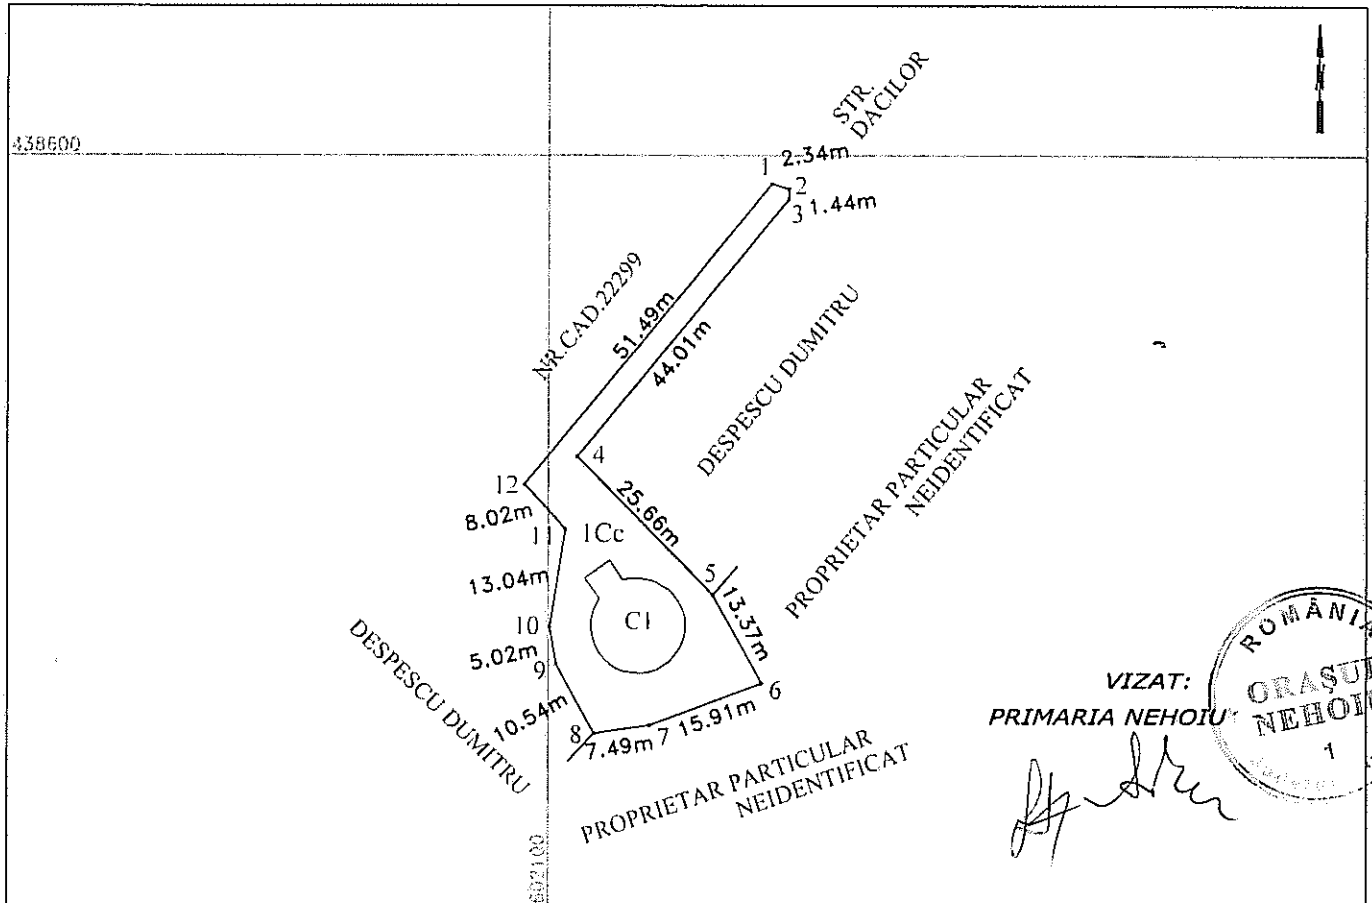 N
STR.
DACILOR
438600
1 2.34m
2
3 1.44m
NR.CAD.22299
51.49m
44.01m
DESPESCU DUMITRU
PROPRIETAR PARTICULAR
NEIDENTIFICAT
4
12
25.66m
8.02m
11
1Cc
5
13.04m
13.37m
10
C1
5.02m
9
6
DESPESCU DUMITRU
10.54m
8
7.49m 7 15.91m
PROPRIETAR PARTICULAR
NEIDENTIFICAT
602100
VIZAT:
PRIMARIA NEHOIU
ROMÂNIA
ORAŞUL
NEHOIU
1